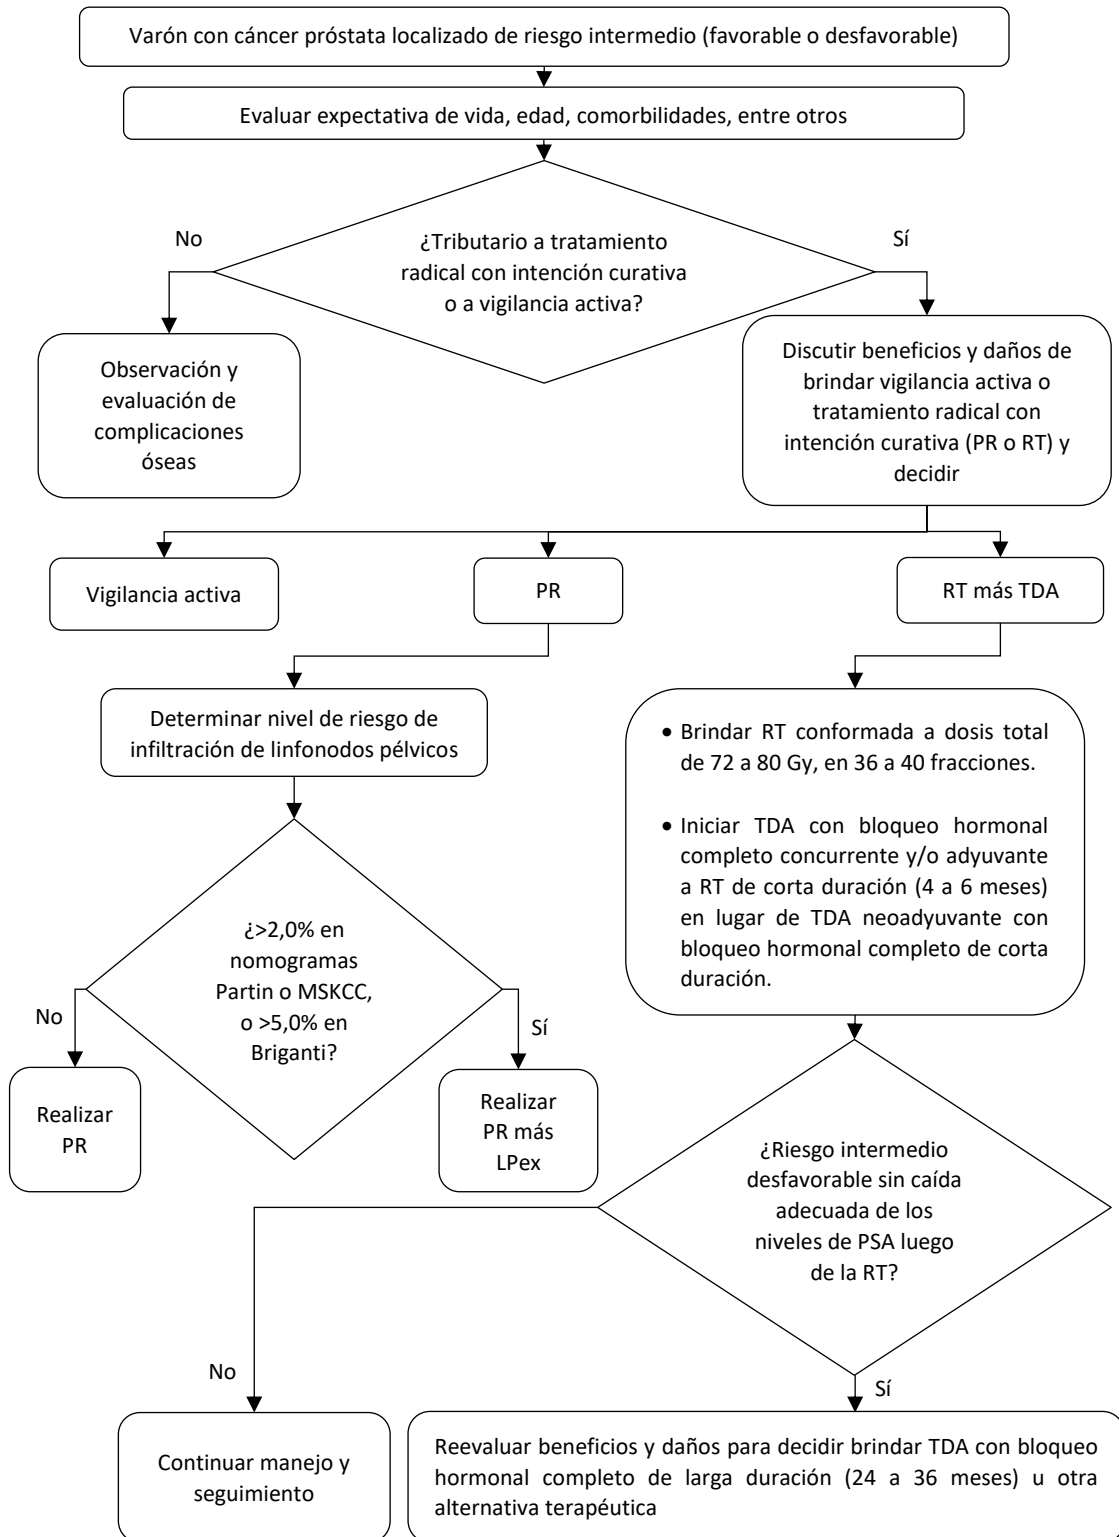 Varón con cáncer próstata localizado de riesgo intermedio (favorable o desfavorable)
Evaluar expectativa de vida, edad, comorbilidades, entre otros
No
¿Tributario a tratamiento
radical con intención curativa
o a vigilancia activa?
Sí
Observación y
evaluación de
complicaciones
óseas
Discutir beneficios y daños de
brindar vigilancia activa o
tratamiento radical con
intención curativa (PR o RT) y
decidir
Vigilancia activa
PR
RT más TDA
Determinar nivel de riesgo de
infiltración de linfonodos pélvicos
• Brindar RT conformada a dosis total
de 72 a 80 Gy, en 36 a 40 fracciones.
• Iniciar TDA con bloqueo hormonal
completo concurrente y/o adyuvante
a RT de corta duración (4 a 6 meses)
en lugar de TDA neoadyuvante con
bloqueo hormonal completo de corta
duración.
¿>2,0% en
nomogramas
Partin o MSKCC,
o >5,0% en
Briganti?
No
Sí
Realizar
PR
Realizar
PR más
LPex
¿Riesgo intermedio
desfavorable sin caída
adecuada de los
niveles de PSA luego
de la RT?
No
Sí
Continuar manejo y
seguimiento
Reevaluar beneficios y daños para decidir brindar TDA con bloqueo
hormonal completo de larga duración (24 a 36 meses) u otra
alternativa terapéutica